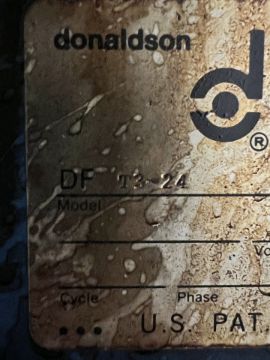 donaldson
®
DF T3-24
Model
Vo
Cycle Phase
U.S. PAT